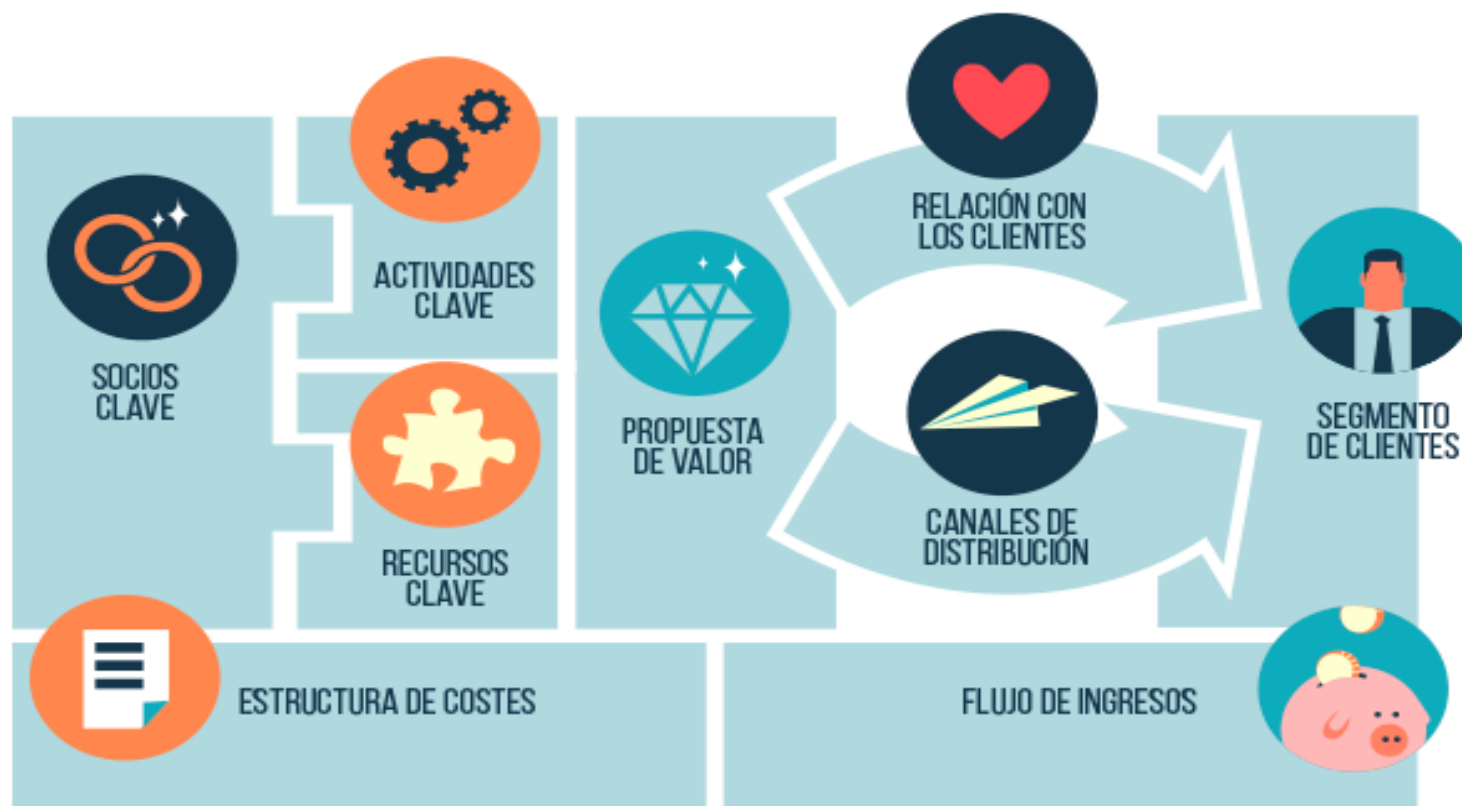 SOCIOS
CLAVE
ACTIVIDADES
CLAVE
RECURSOS
CLAVE
PROPUESTA
DE VALOR
RELACIÓN CON
LOS CLIENTES
CANALES DE
DISTRIBUCIÓN
SEGMENTO
DE CLIENTES
ESTRUCTURA DE COSTES
FLUJO DE INGRESOS